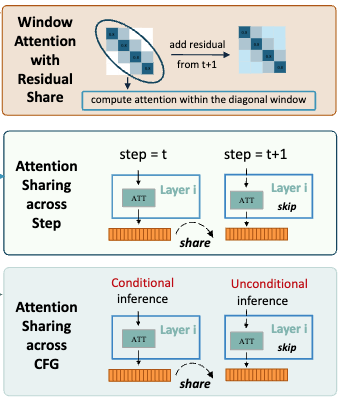 Window
Attention
with
Residual
Share
add residual
from t+1
compute attention within the diagonal window
Attention
Sharing
across
Step
step = t
step = t+1
Layer i
ATT
Layer i
ATT
skip
share
Attention
Sharing
across
CFG
Conditional
inference
Unconditional
inference
Layer i
ATT
Layer i
ATT
skip
share